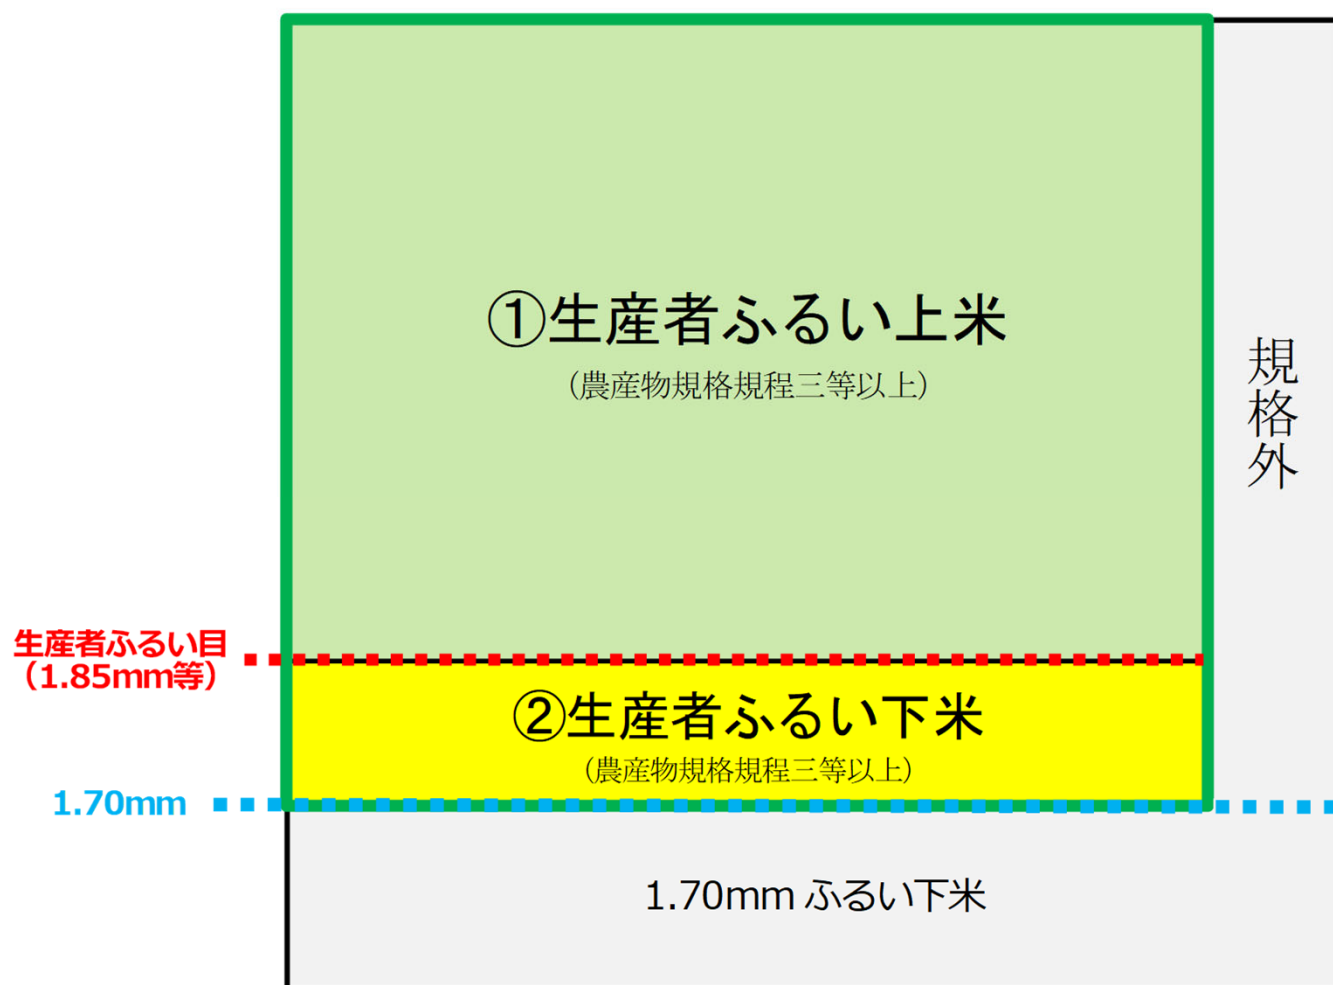 ①生産者ふるい上米
(農産物規格規程三等以上)
規格外
生産者ふるい目
(1.85mm等)
②生産者ふるい下米
(農産物規格規程三等以上)
1.70mm
1.70mm ふるい下米